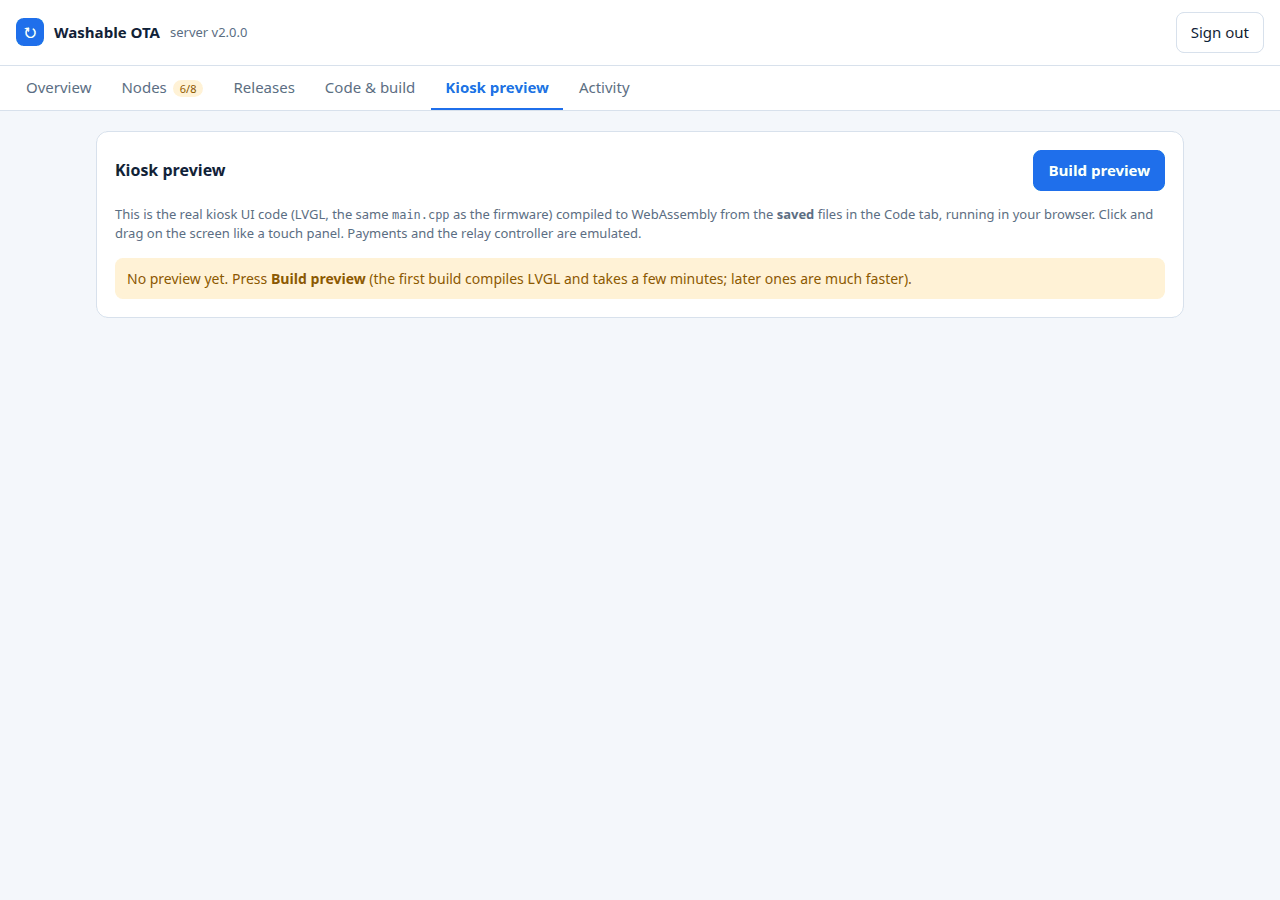 ↻ Washable OTA server v2.0.0 Sign out
Overview Nodes 6/8 Releases Code & build Kiosk preview Activity
Kiosk preview Build preview
This is the real kiosk UI code (LVGL, the same main.cpp as the firmware) compiled to WebAssembly from the saved files in the Code tab, running in your browser. Click and
drag on the screen like a touch panel. Payments and the relay controller are emulated.
No preview yet. Press Build preview (the first build compiles LVGL and takes a few minutes; later ones are much faster).